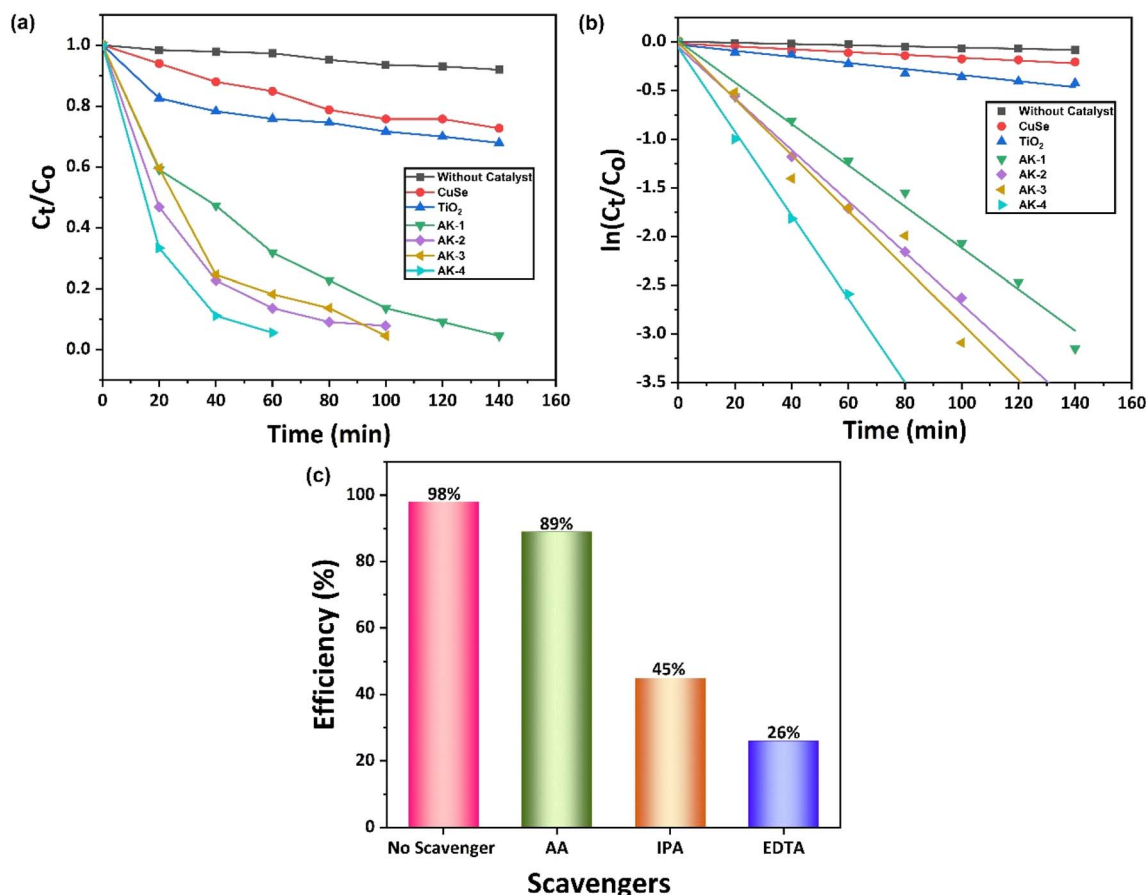 (a)
C_t/C_o
1.0
0.8
0.6
0.4
0.2
0.0
Without Catalyst
CuSe
TiO₂
AK-1
AK-2
AK-3
AK-4
0 20 40 60 80 100 120 140 160
Time (min)
(b)
ln(C_t/C_o)
0.0
-0.5
-1.0
-1.5
-2.0
-2.5
-3.0
-3.5
Without Catalyst
CuSe
TiO₂
AK-1
AK-2
AK-3
AK-4
0 20 40 60 80 100 120 140 160
Time (min)
(c)
Efficiency (%)
100
80
60
40
20
0
98%
89%
45%
26%
No Scavenger AA IPA EDTA
Scavengers